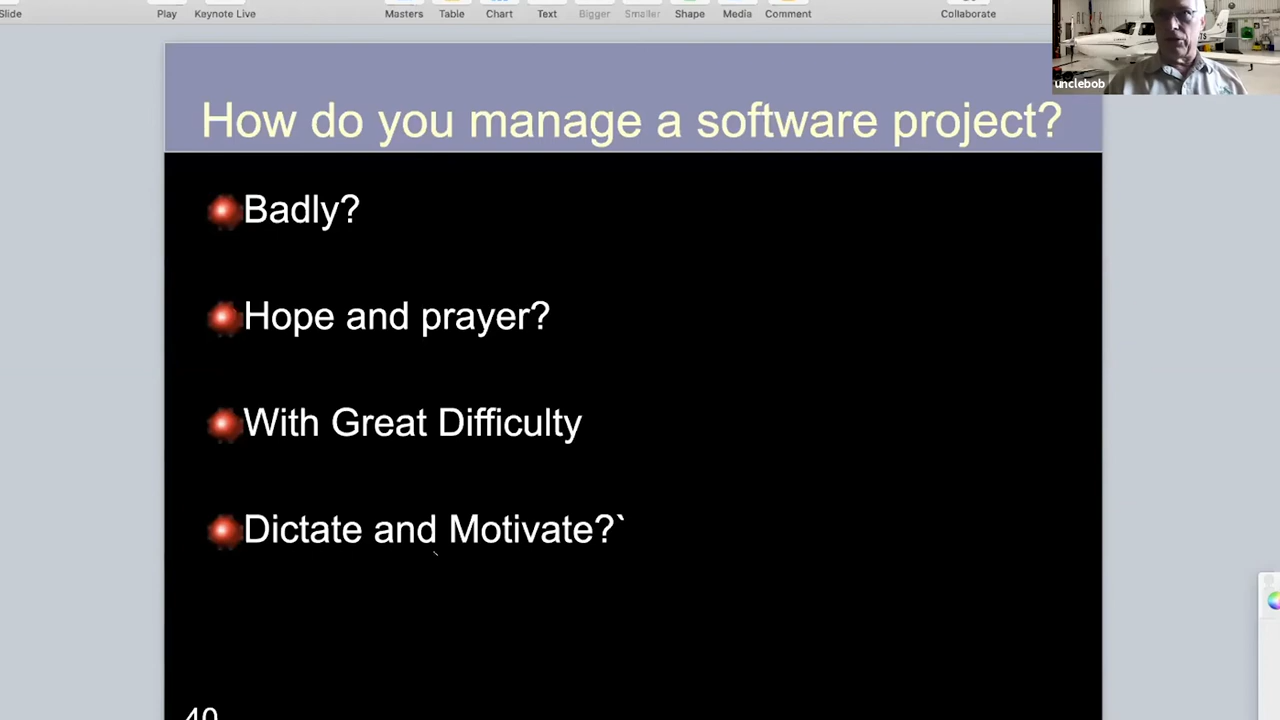 Slide
Play
Keynote Live
Masters
Table
Chart
Text
Bigger
Smaller
Shape
Media
Comment
Collaborate
unclebob
How do you manage a software project?
Badly?
Hope and prayer?
With Great Difficulty
Dictate and Motivate?`
40